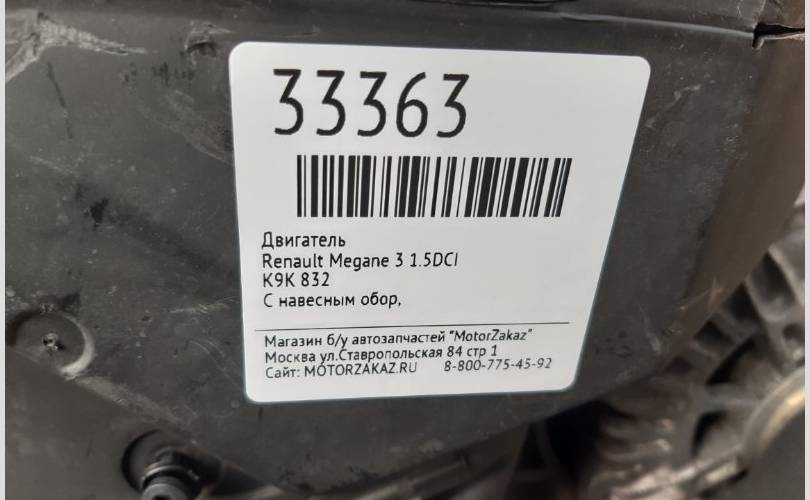 33363
Двигатель
Renault Megane 3 1.5DCI
K9K 832
С навесным обор,
Магазин б/у автозапчастей "MotorZakaz"
Москва ул.Ставропольская 84 стр 1
Сайт: MOTORZAKAZ.RU 8-800-775-45-92